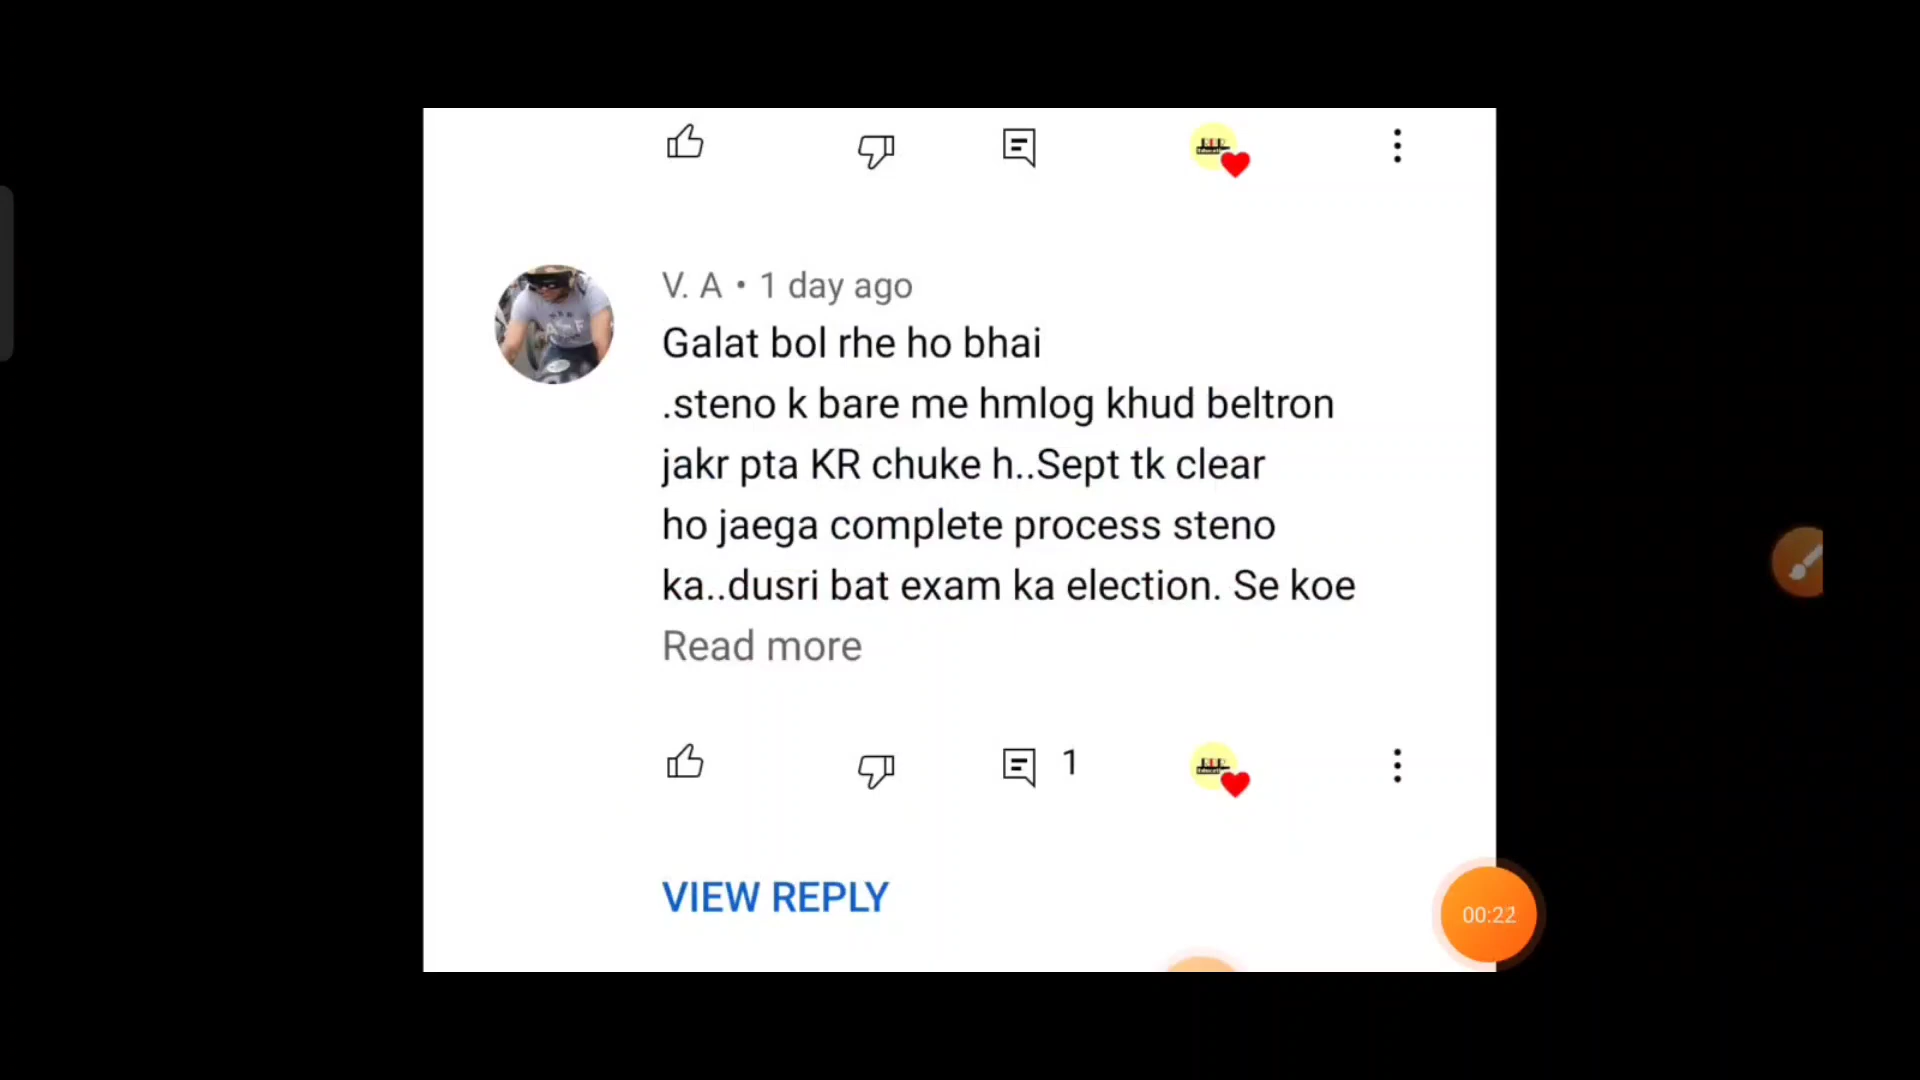 V. A • 1 day ago
Galat bol rhe ho bhai
.steno k bare me hmlog khud beltron
jakr pta KR chuke h..Sept tk clear
ho jaega complete process steno
ka..dusri bat exam ka election. Se koe
Read more
1
VIEW REPLY
00:22